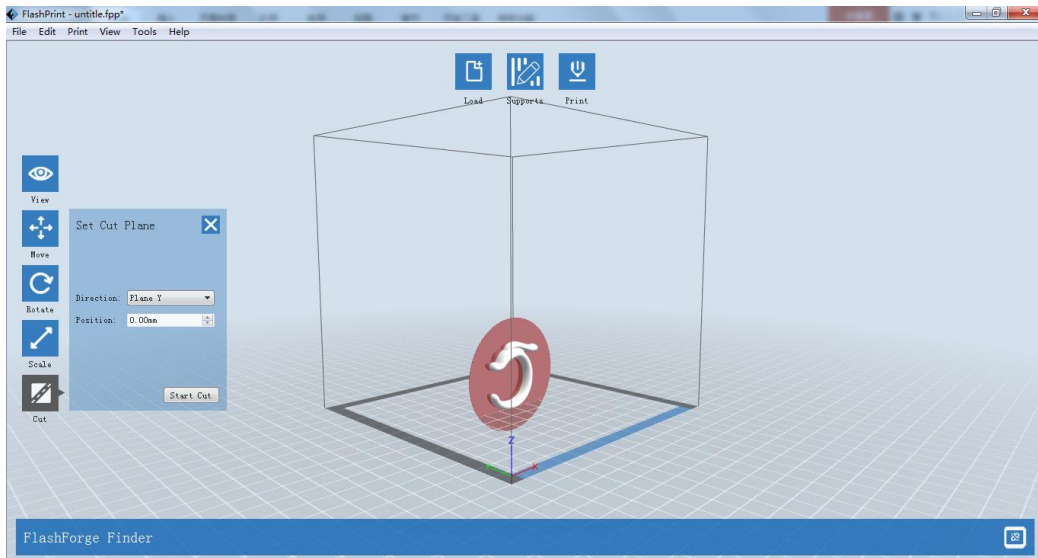 FlashPrint - untitle.fpp*
File Edit Print View Tools Help
Load Supports Print
View
Move
Rotate
Scale
Cut
Set Cut Plane
Direction: Plane Y
Position: 0.00mm
Start Cut
Z
X
FlashForge Finder